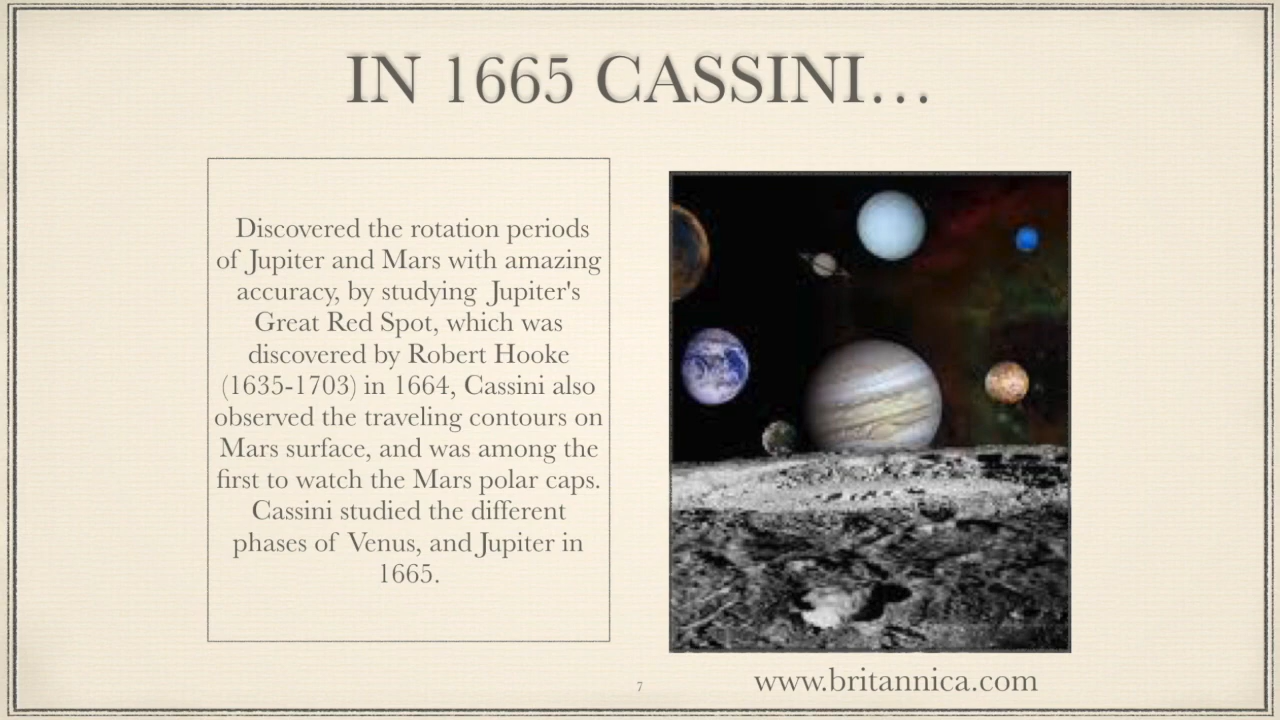 IN 1665 CASSINI…
Discovered the rotation periods
of Jupiter and Mars with amazing
accuracy, by studying Jupiter's
Great Red Spot, which was
discovered by Robert Hooke
(1635-1703) in 1664, Cassini also
observed the traveling contours on
Mars surface, and was among the
first to watch the Mars polar caps.
Cassini studied the different
phases of Venus, and Jupiter in
1665.
7
www.britannica.com